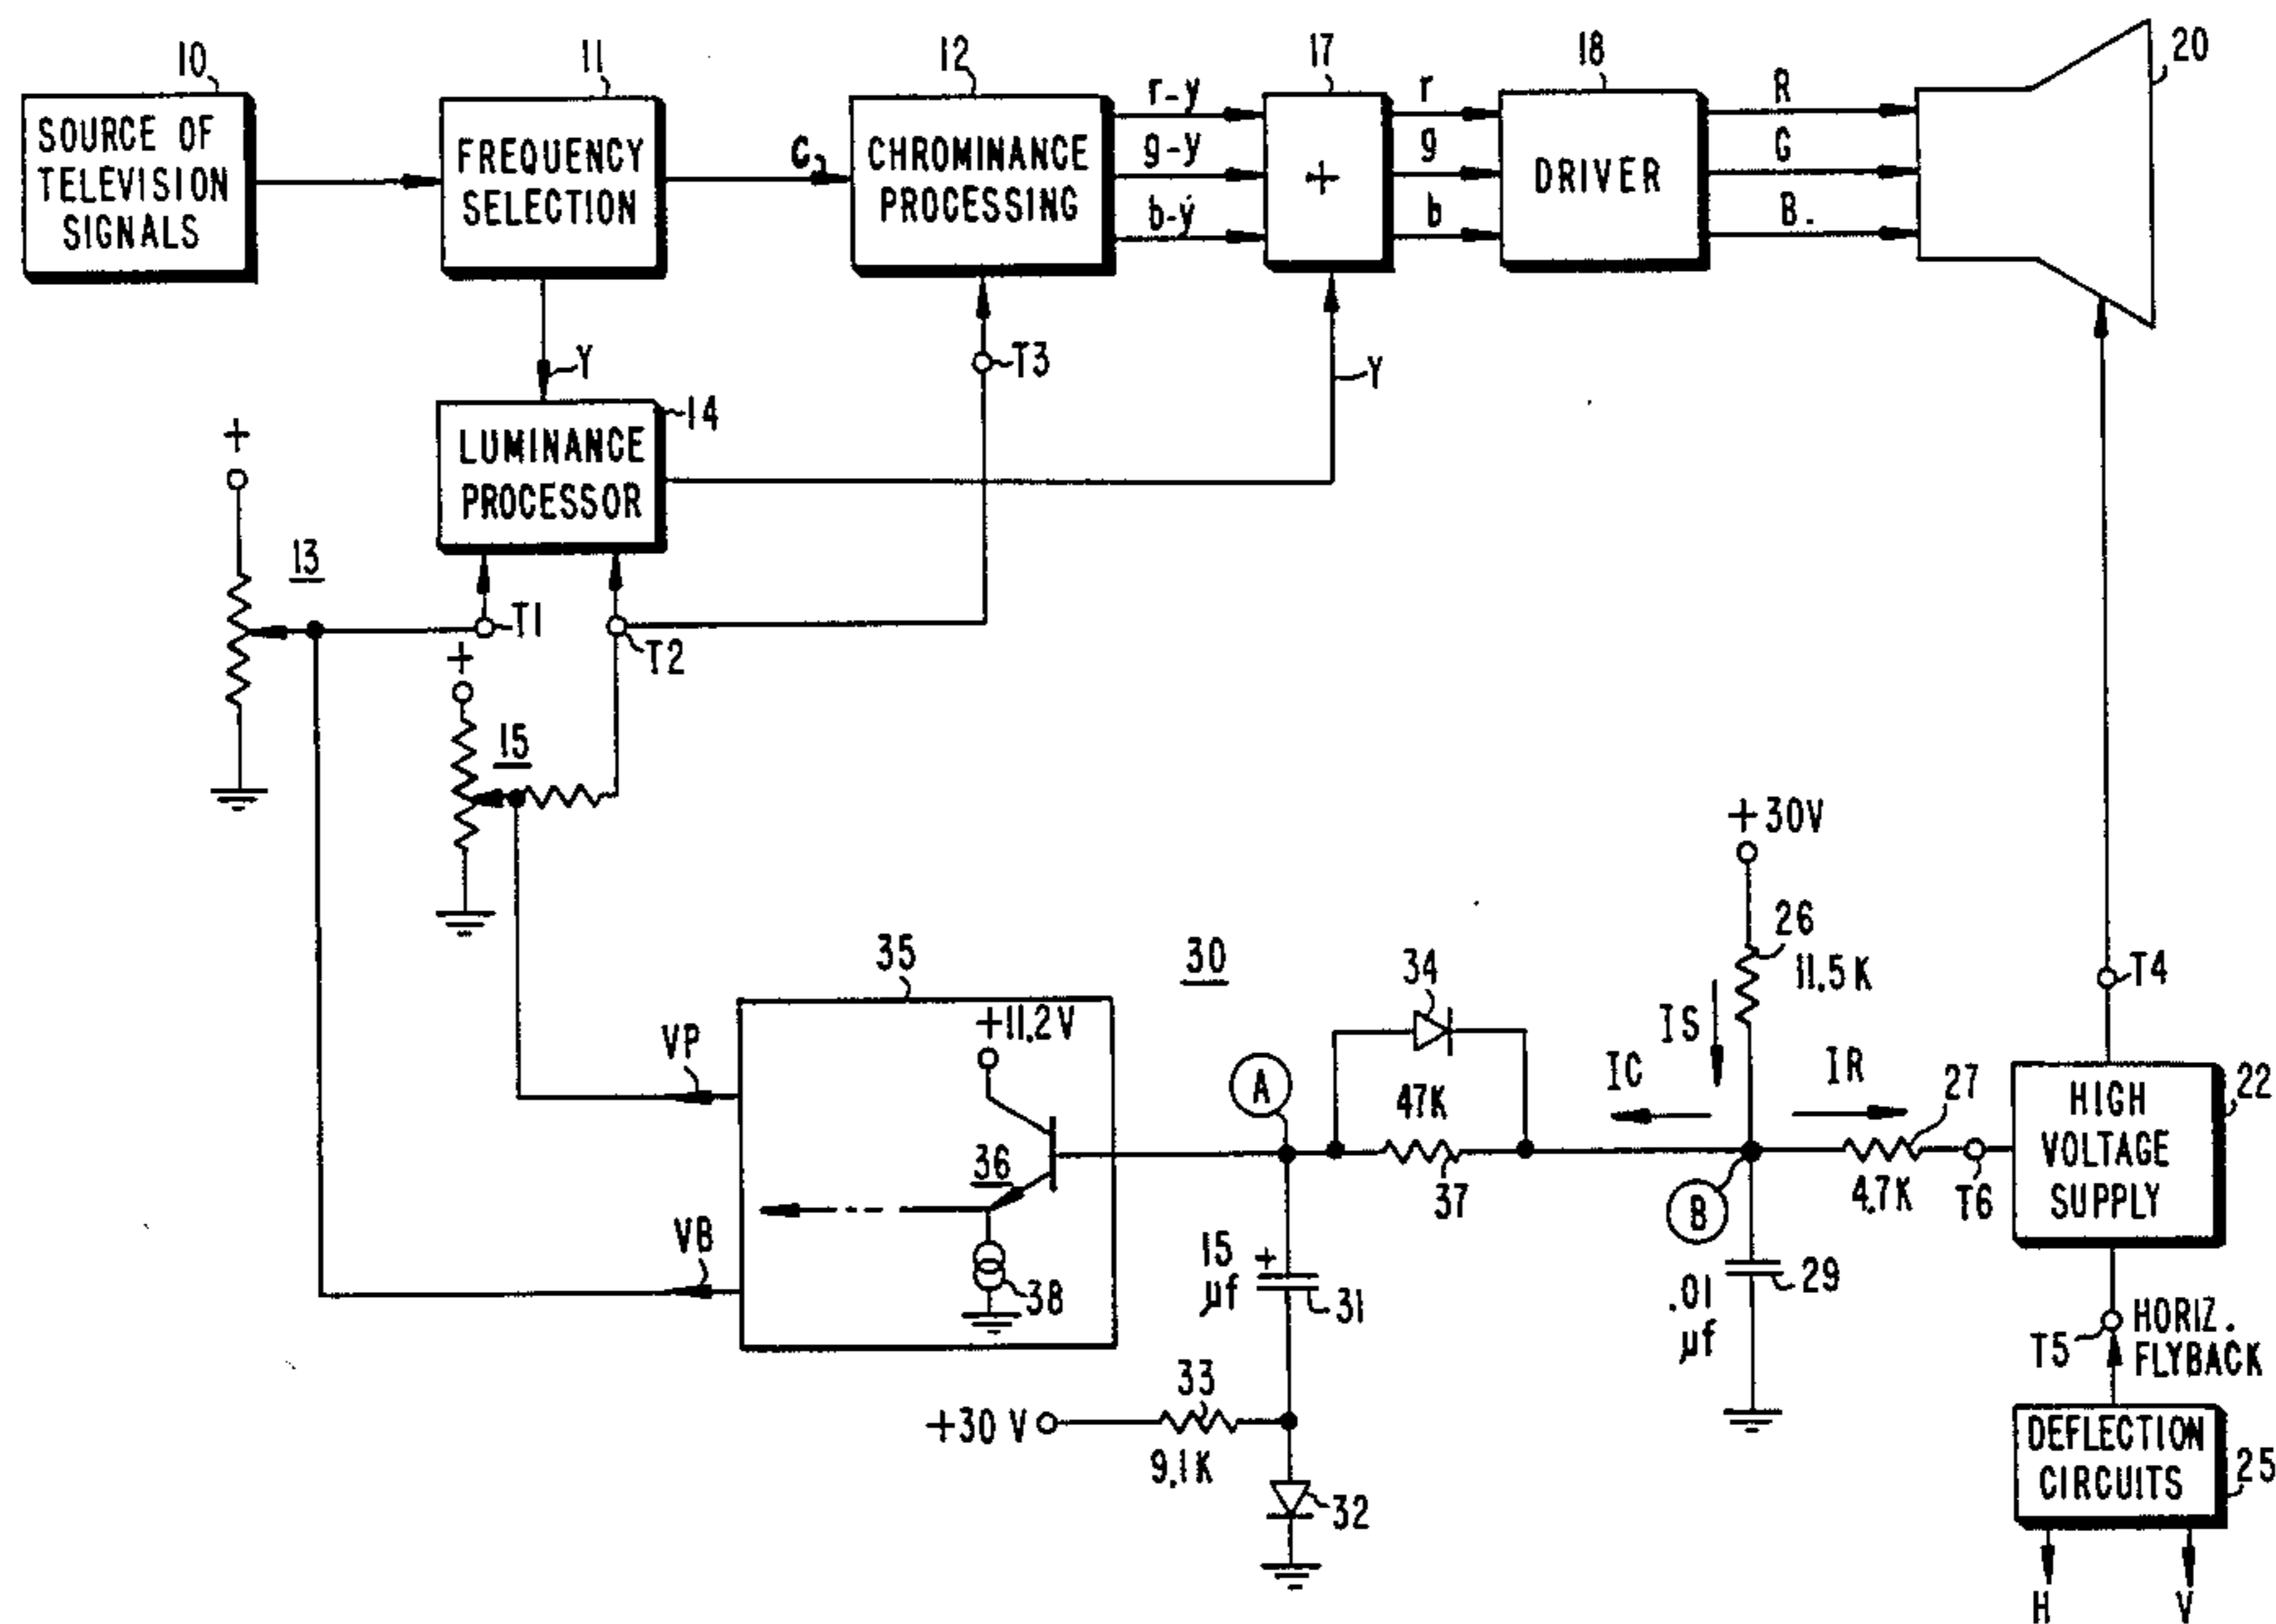 10
SOURCE OF
TELEVISION
SIGNALS
11
FREQUENCY
SELECTION
C
12
CHROMINANCE
PROCESSING
r-y
g-y
b-y
17
+
r
g
b
18
DRIVER
R
G
B
20
Y
14
LUMINANCE
PROCESSOR
T3
Y
+
13
T1
T2
+
15
+30V
26
11.5K
IS
IC
IR
27
4.7K
T6
T4
22
HIGH
VOLTAGE
SUPPLY
35
30
34
VP
+11.2V
A
47K
37
B
36
VB
38
15
μf
+
31
.01
μf
29
T5
HORIZ.
FLYBACK
33
+30 V
9.1K
32
DEFLECTION
CIRCUITS
25
H
V